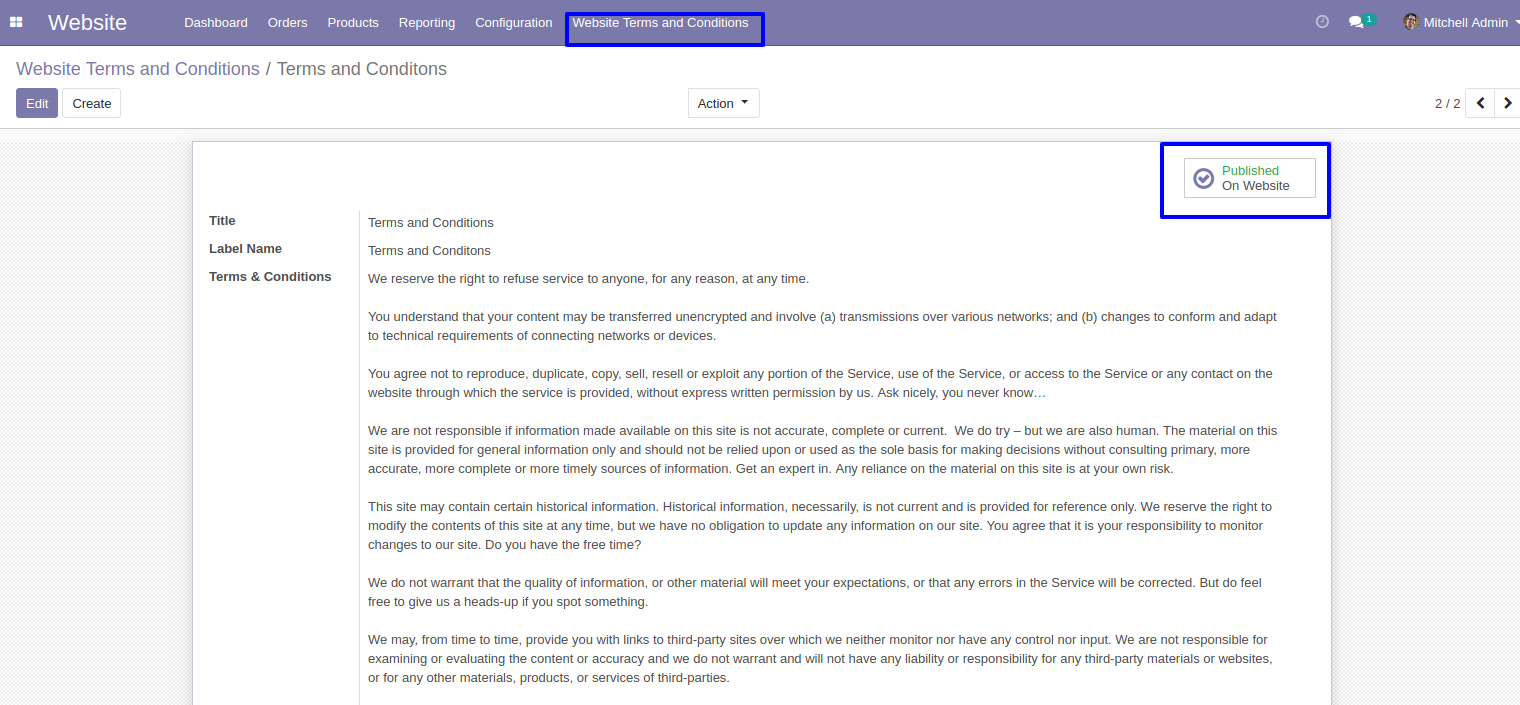 Website
Dashboard Orders Products Reporting Configuration Website Terms and Conditions
1
Mitchell Admin
Website Terms and Conditions / Terms and Conditons
Edit Create
Action
2 / 2
Published
On Website
Title Terms and Conditions
Label Name Terms and Conditons
Terms & Conditions We reserve the right to refuse service to anyone, for any reason, at any time.
You understand that your content may be transferred unencrypted and involve (a) transmissions over various networks; and (b) changes to conform and adapt
to technical requirements of connecting networks or devices.
You agree not to reproduce, duplicate, copy, sell, resell or exploit any portion of the Service, use of the Service, or access to the Service or any contact on the
website through which the service is provided, without express written permission by us. Ask nicely, you never know…
We are not responsible if information made available on this site is not accurate, complete or current.  We do try – but we are also human. The material on this
site is provided for general information only and should not be relied upon or used as the sole basis for making decisions without consulting primary, more
accurate, more complete or more timely sources of information. Get an expert in. Any reliance on the material on this site is at your own risk.
This site may contain certain historical information. Historical information, necessarily, is not current and is provided for reference only. We reserve the right to
modify the contents of this site at any time, but we have no obligation to update any information on our site. You agree that it is your responsibility to monitor
changes to our site. Do you have the free time?
We do not warrant that the quality of information, or other material will meet your expectations, or that any errors in the Service will be corrected. But do feel
free to give us a heads-up if you spot something.
We may, from time to time, provide you with links to third-party sites over which we neither monitor nor have any control nor input. We are not responsible for
examining or evaluating the content or accuracy and we do not warrant and will not have any liability or responsibility for any third-party materials or websites,
or for any other materials, products, or services of third-parties.